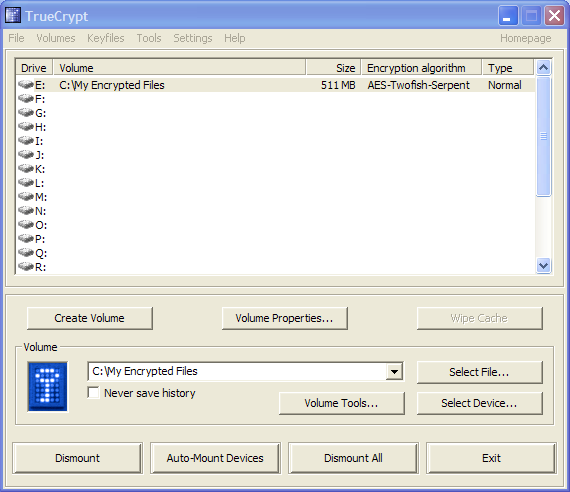 TrueCrypt
File Volumes Keyfiles Tools Settings Help Homepage
Drive Volume Size Encryption algorithm Type
E: C:\My Encrypted Files 511 MB AES-Twofish-Serpent Normal
F:
G:
H:
I:
J:
K:
L:
M:
N:
O:
P:
Q:
R:
Create Volume Volume Properties... Wipe Cache
Volume
C:\My Encrypted Files Select File...
Never save history
Volume Tools... Select Device...
Dismount Auto-Mount Devices Dismount All Exit